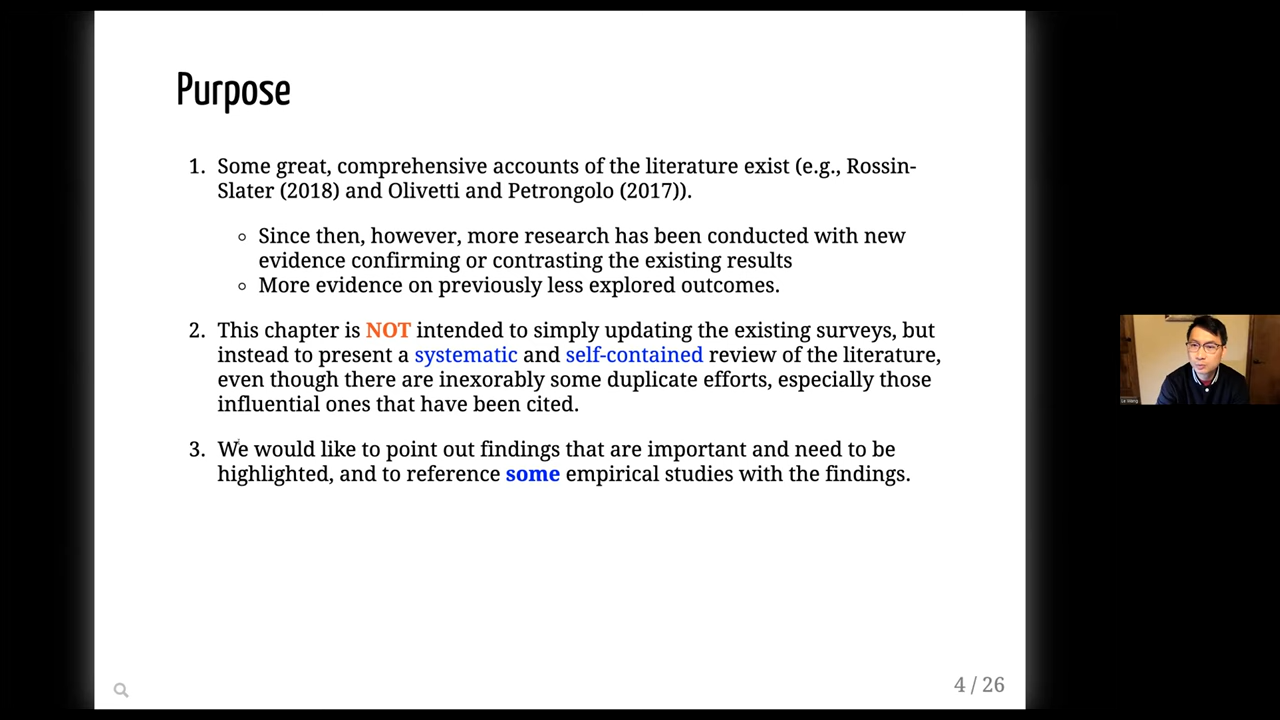 Purpose
1. Some great, comprehensive accounts of the literature exist (e.g., Rossin-
Slater (2018) and Olivetti and Petrongolo (2017)).
Since then, however, more research has been conducted with new
evidence confirming or contrasting the existing results
More evidence on previously less explored outcomes.
2. This chapter is NOT intended to simply updating the existing surveys, but
instead to present a systematic and self-contained review of the literature,
even though there are inexorably some duplicate efforts, especially those
influential ones that have been cited.
3. We would like to point out findings that are important and need to be
highlighted, and to reference some empirical studies with the findings.
4 / 26
Le Wang